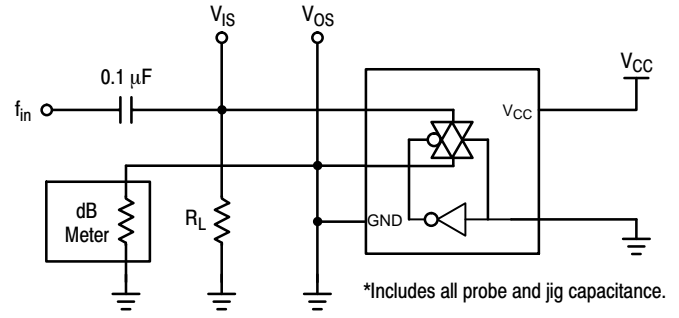 V_IS
V_OS
0.1 µF
V_CC
f_in
V_CC
dB
Meter
R_L
GND
*Includes all probe and jig capacitance.